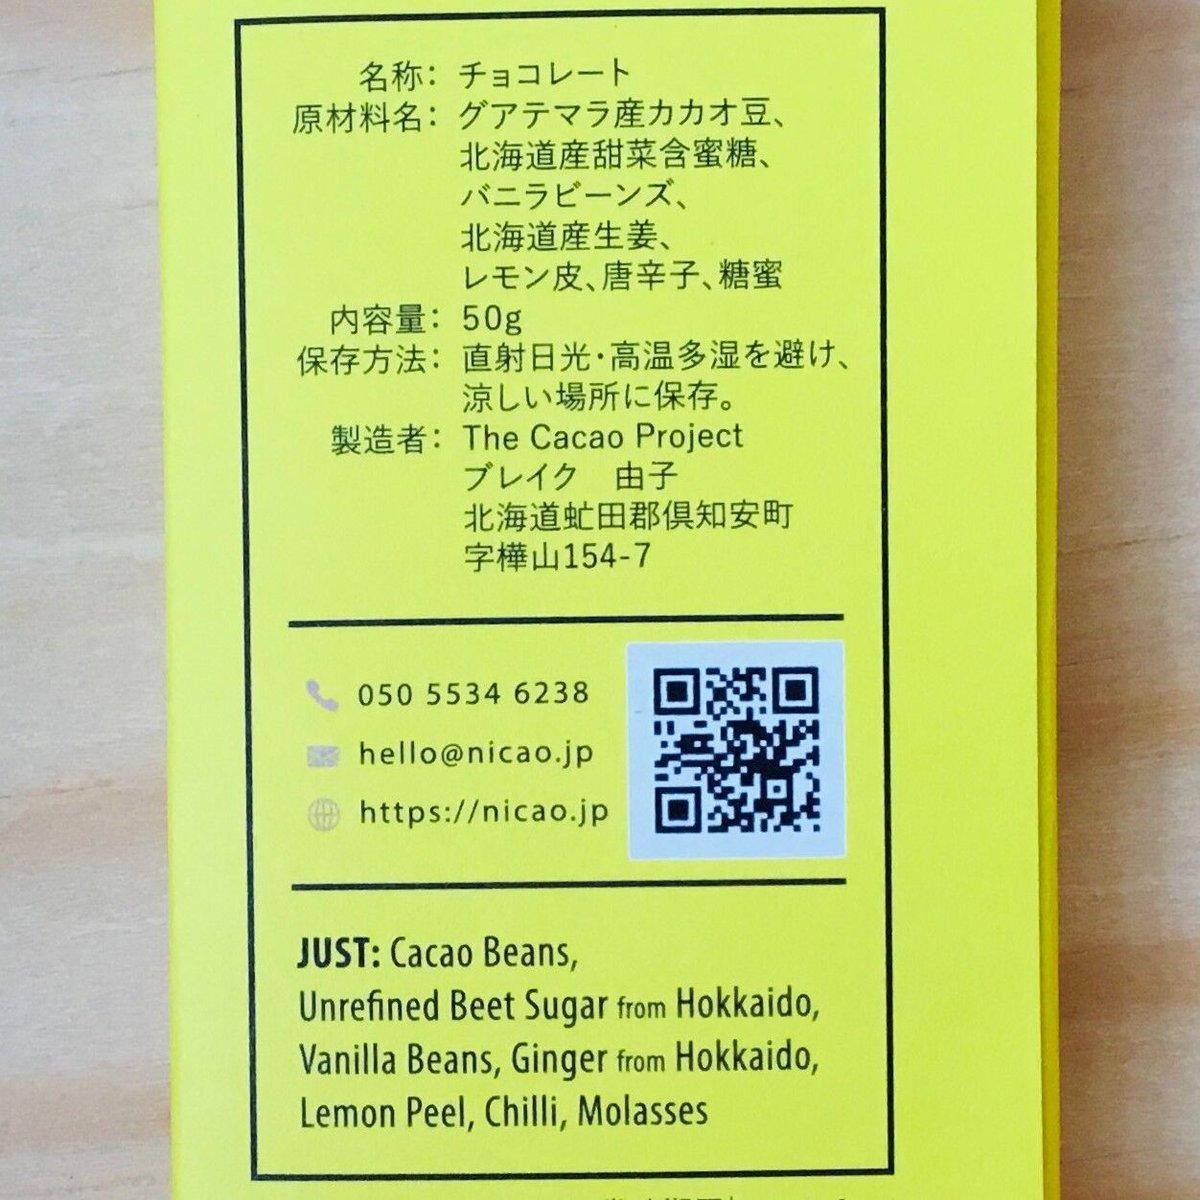 名称： チョコレート
原材料名： グアテマラ産カカオ豆、
北海道産甜菜含蜜糖、
バニラビーンズ、
北海道産生姜、
レモン皮、唐辛子、糖蜜
内容量： 50g
保存方法： 直射日光・高温多湿を避け、
涼しい場所に保存。
製造者： The Cacao Project
ブレイク　由子
北海道虻田郡倶知安町
字樺山154-7
050 5534 6238
hello@nicao.jp
https://nicao.jp
JUST: Cacao Beans,
Unrefined Beet Sugar from Hokkaido,
Vanilla Beans, Ginger from Hokkaido,
Lemon Peel, Chilli, Molasses